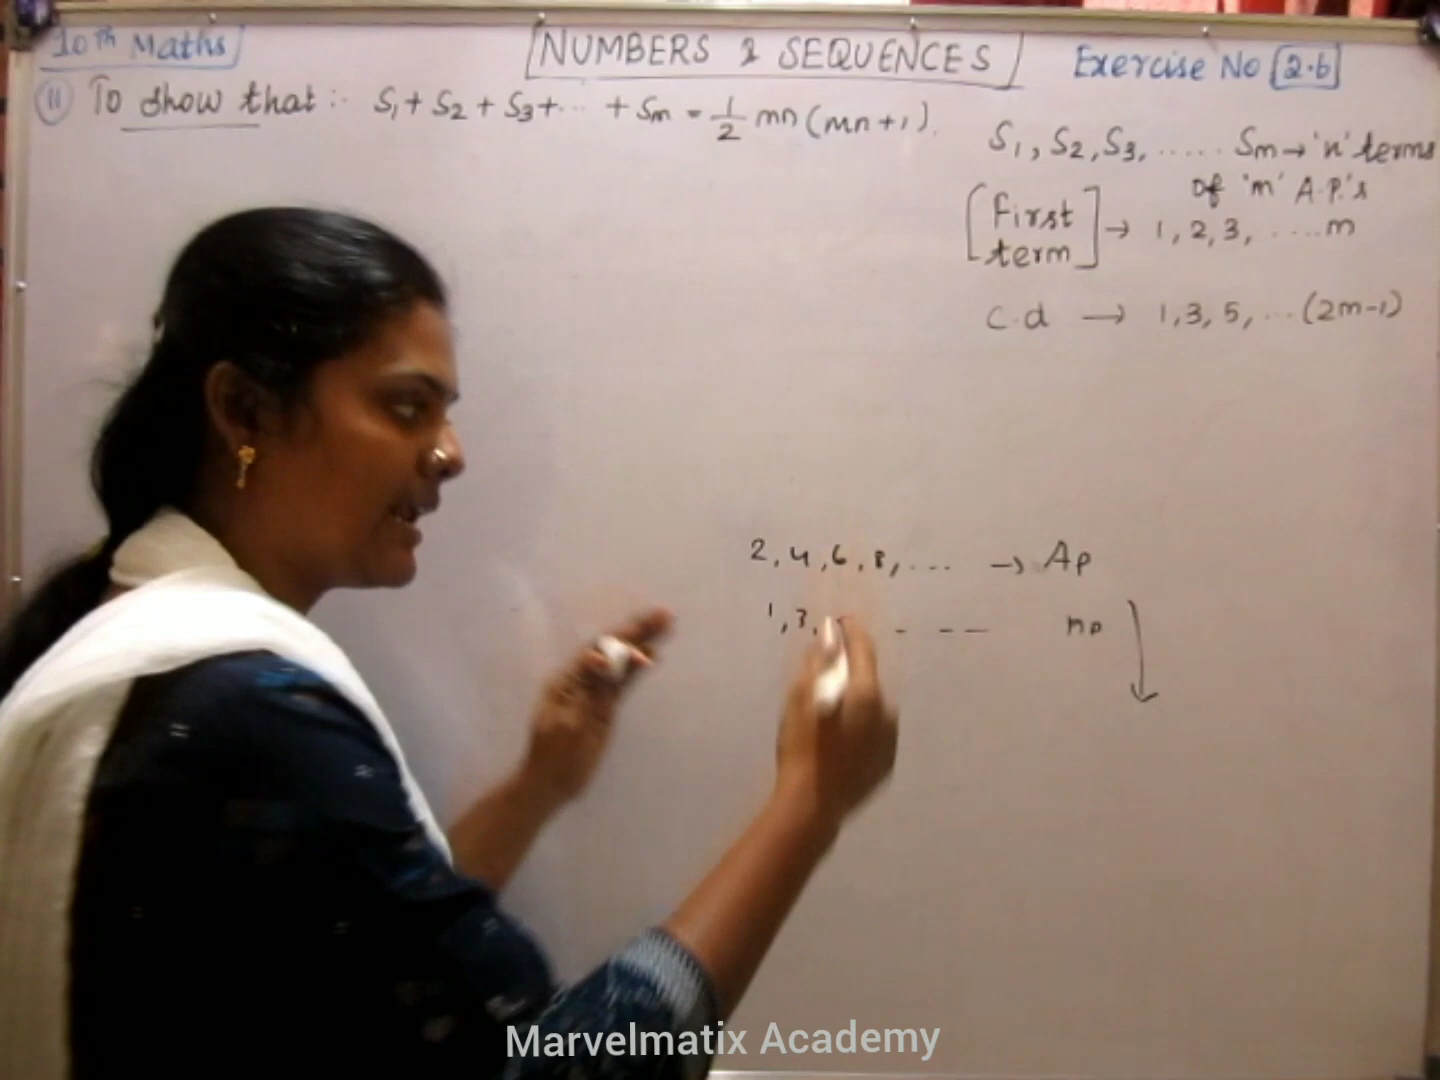 10th Maths
NUMBERS & SEQUENCES
Exercise No 2.6
11 To show that :- S₁ + S₂ + S₃ + ... + Sm = 1/2 mn (mn+1).
S₁, S₂, S₃, ..... Sm → 'n' terms
of 'm' A.P.'s
[First term] → 1, 2, 3, .....m
C.d → 1, 3, 5, ... (2m-1)
2, 4, 6, 8, ... → AP
1, 3,
Marvelmatix Academy